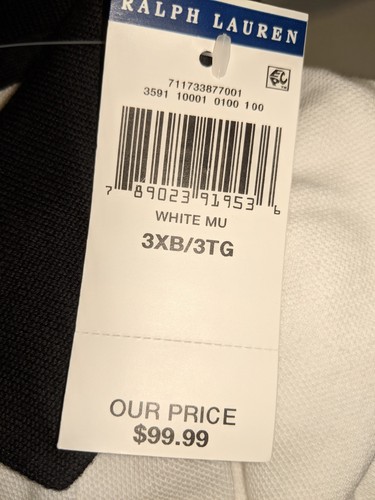 RALPH LAUREN
711733877001
3591 10001 0100 100
7 89023 91953 6
WHITE MU
3XB/3TG
OUR PRICE
$99.99